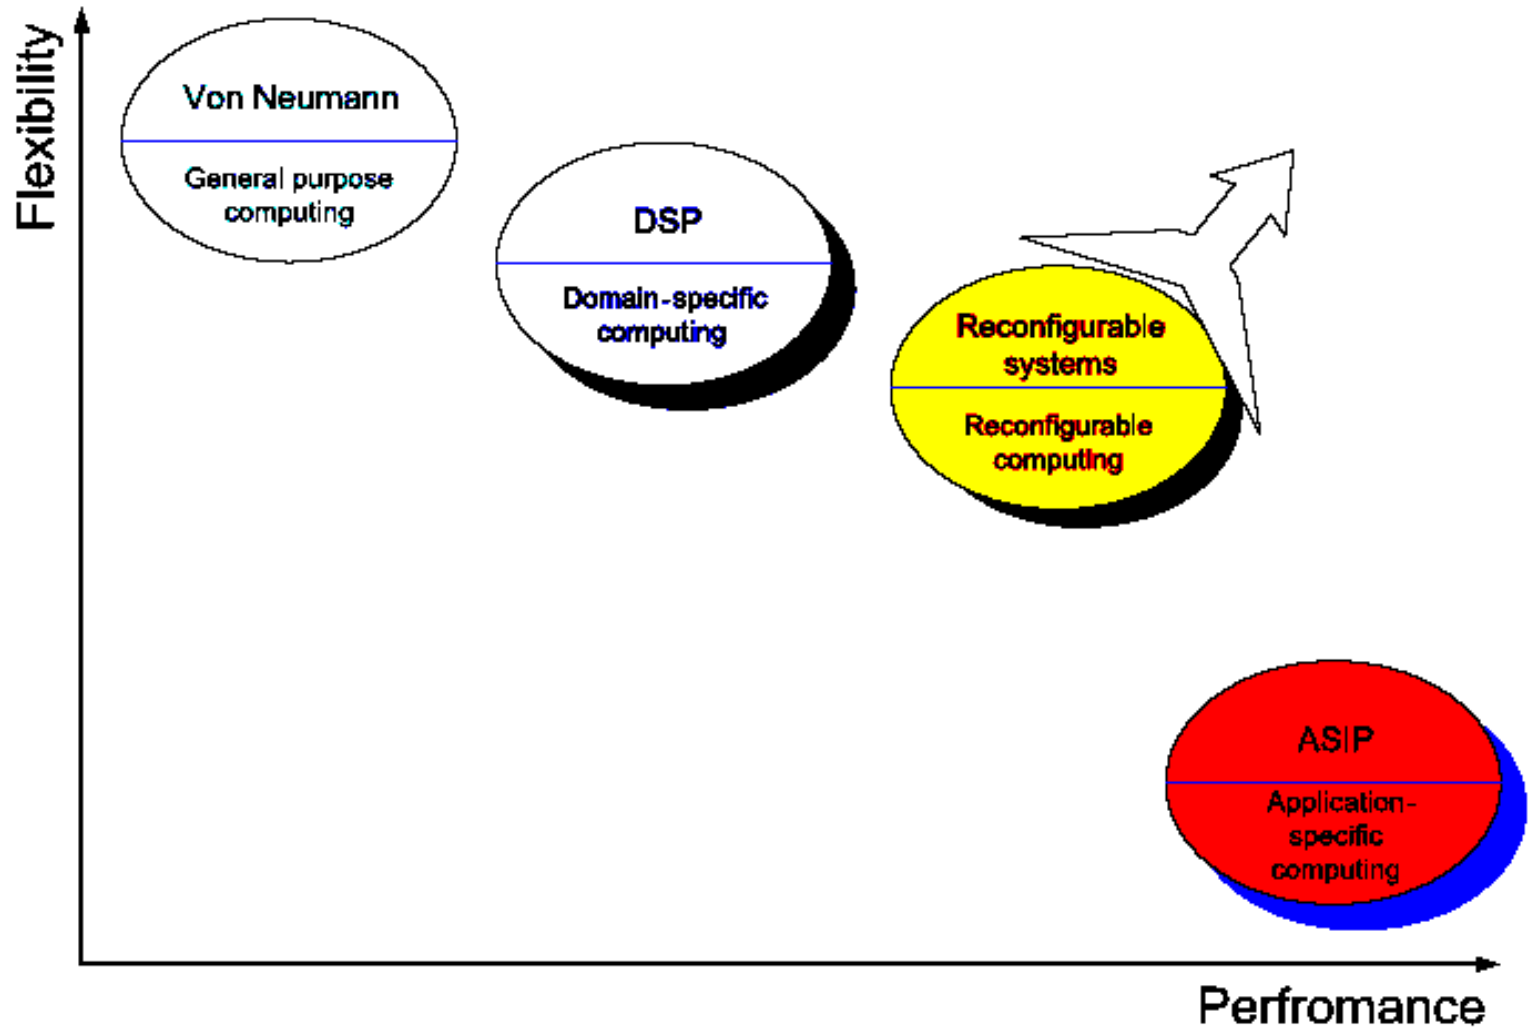 Flexibility
Von Neumann
General purpose
computing
DSP
Domain-specific
computing
Reconfigurable
systems
Reconfigurable
computing
ASIP
Application-
specific
computing
Perfromance